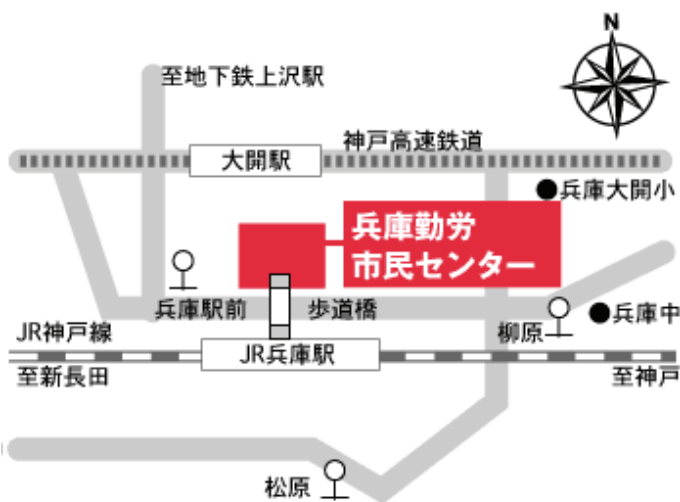 N
至地下鉄上沢駅
神戸高速鉄道
大開駅
兵庫大開小
兵庫勤労
市民センター
兵庫駅前
歩道橋
柳原
兵庫中
JR神戸線
JR兵庫駅
至新長田
至神戸
松原